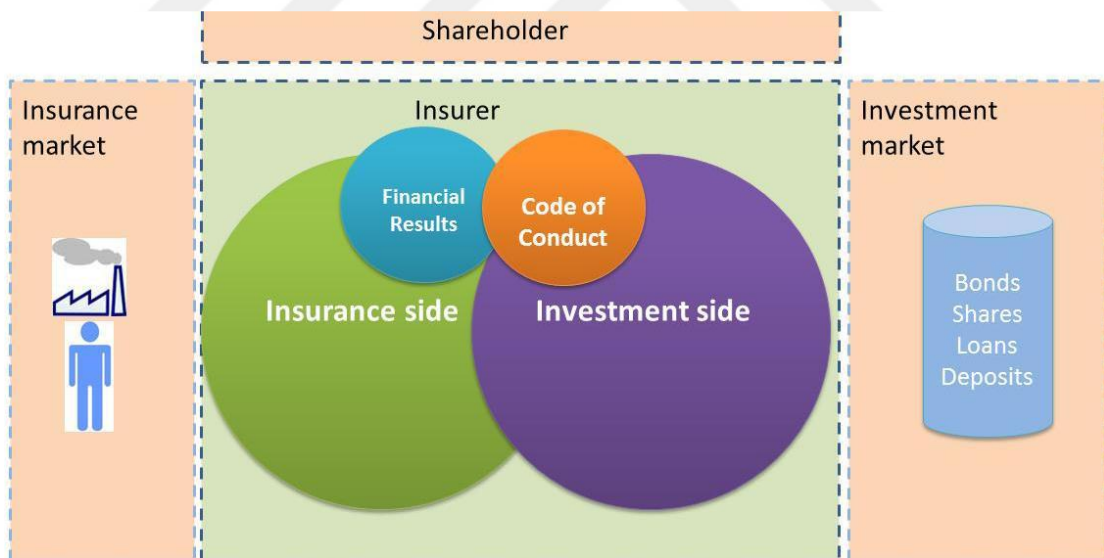 Shareholder
Insurance
market
Insurer
Investment
market
Financial
Results
Code of
Conduct
Insurance side
Investment side
Bonds
Shares
Loans
Deposits